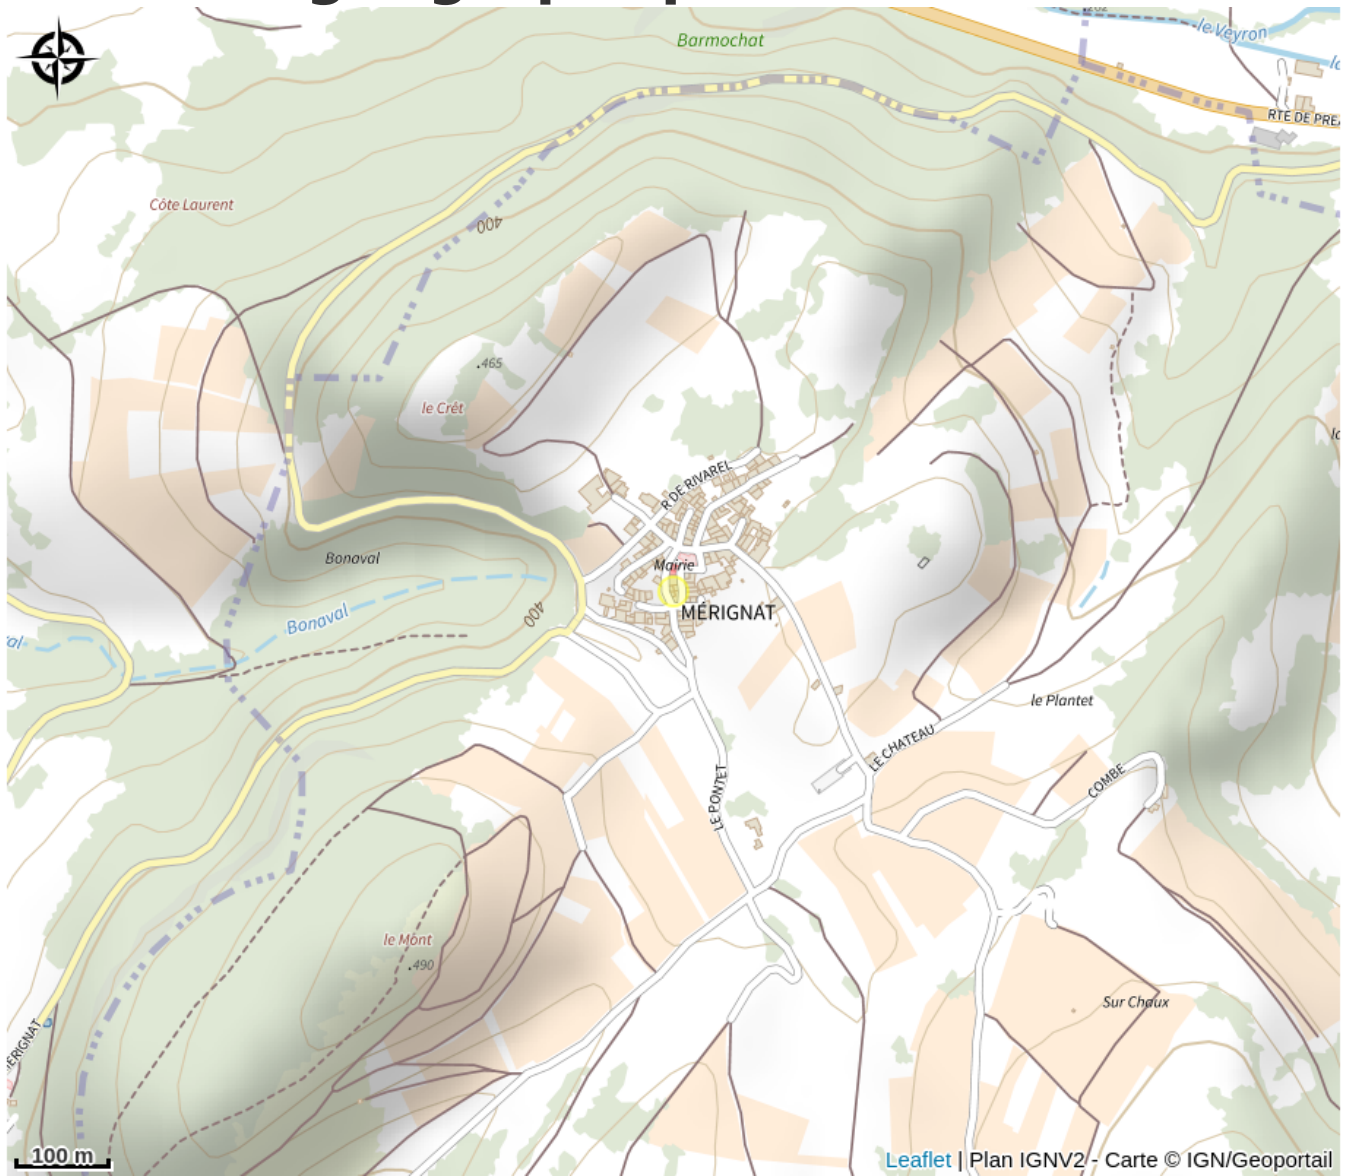 Barmochat
le Veyron
RTE DE PRE
Côte Laurent
400
.465
le Crêt
R DE RIVAREL
Bonaval
Mairie
Bonaval
400
MÉRIGNAT
le Plantet
LE CHATEAU
LE PONTET
COMBE
le Mont
.490
Sur Chaux
MÉRIGNAT
100 m
Leaflet | Plan IGNV2 - Carte © IGN/Geoportail